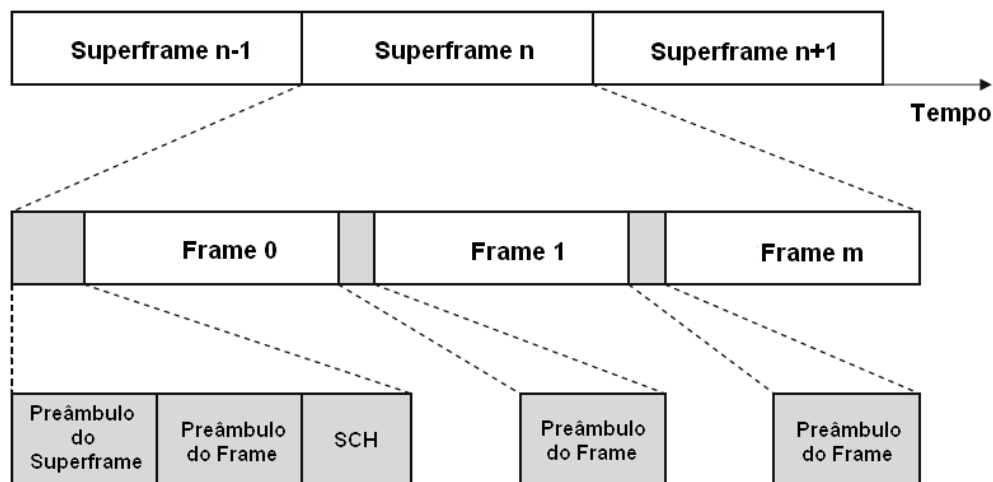 Superframe n-1
Superframe n
Superframe n+1
Tempo
Frame 0
Frame 1
Frame m
Preâmbulo
do
Superframe
Preâmbulo
do Frame
SCH
Preâmbulo
do Frame
Preâmbulo
do Frame